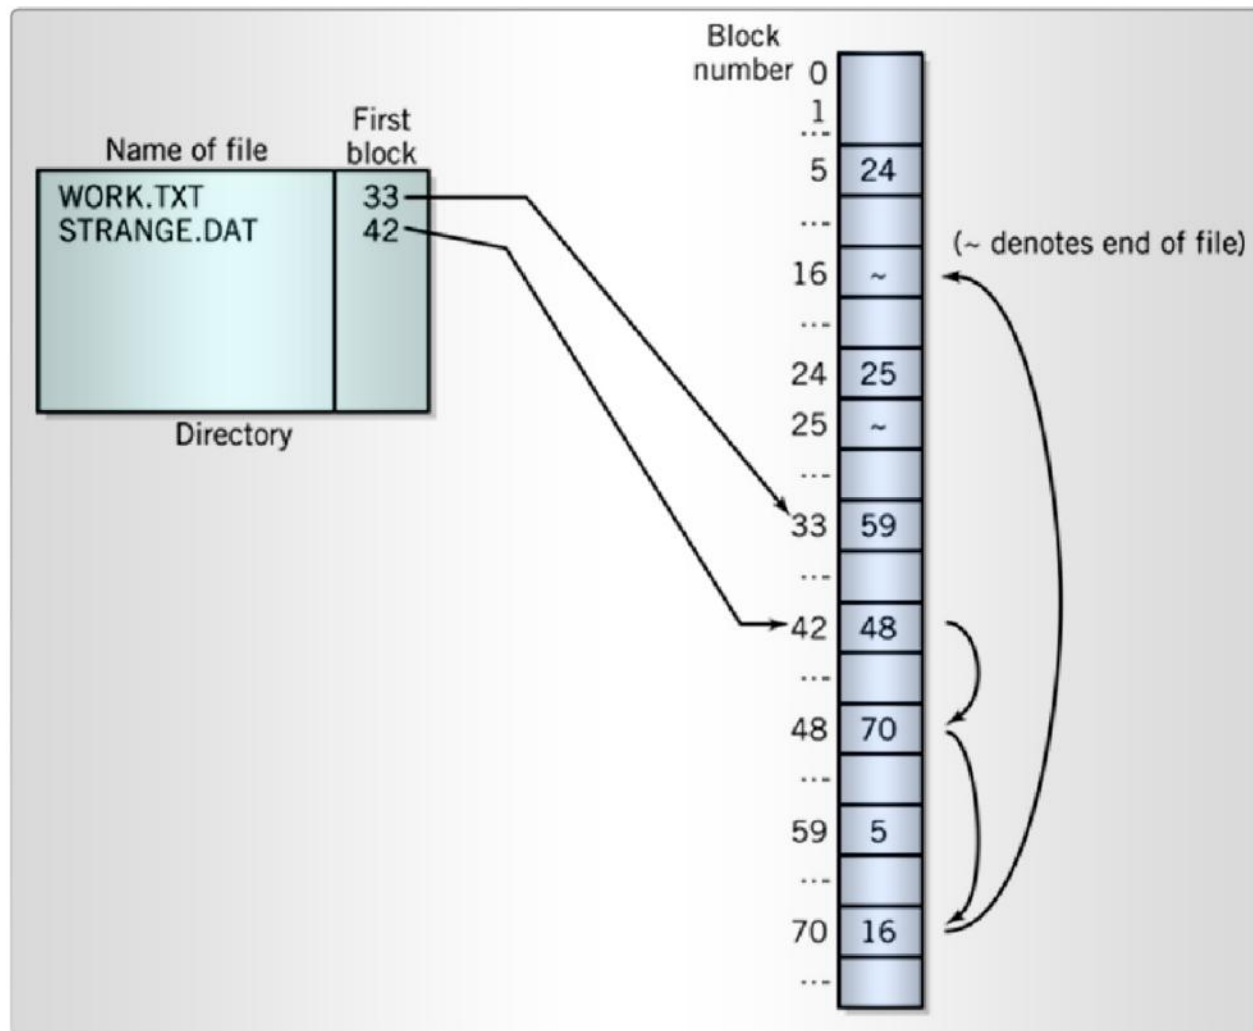 Block
number 0
1
...
Name of file First block
WORK.TXT 33
STRANGE.DAT 42
Directory
5 24
...
(~ denotes end of file)
16 ~
...
24 25
25 ~
...
33 59
...
42 48
...
48 70
...
59 5
...
70 16
...